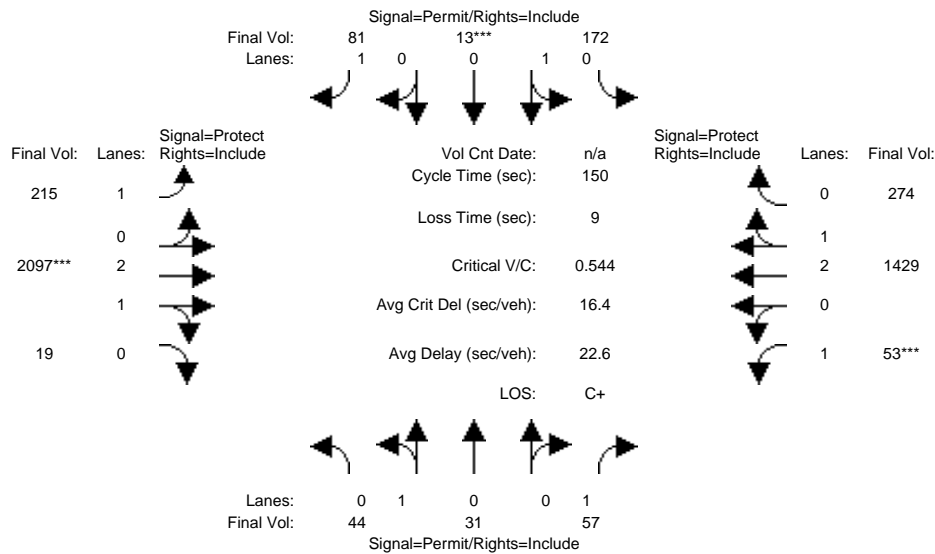 Signal=Permit/Rights=Include
Final Vol: 81 13*** 172
Lanes: 1 0 0 1 0
Signal=Protect Signal=Protect
Final Vol: Lanes: Rights=Include Vol Cnt Date: n/a Rights=Include Lanes: Final Vol:
Cycle Time (sec): 150
215 1 0 274
Loss Time (sec): 9
0 1
2097*** 2 Critical V/C: 0.544 2 1429
1 Avg Crit Del (sec/veh): 16.4 0
19 0 Avg Delay (sec/veh): 22.6 1 53***
LOS: C+
Lanes: 0 1 0 0 1
Final Vol: 44 31 57
Signal=Permit/Rights=Include